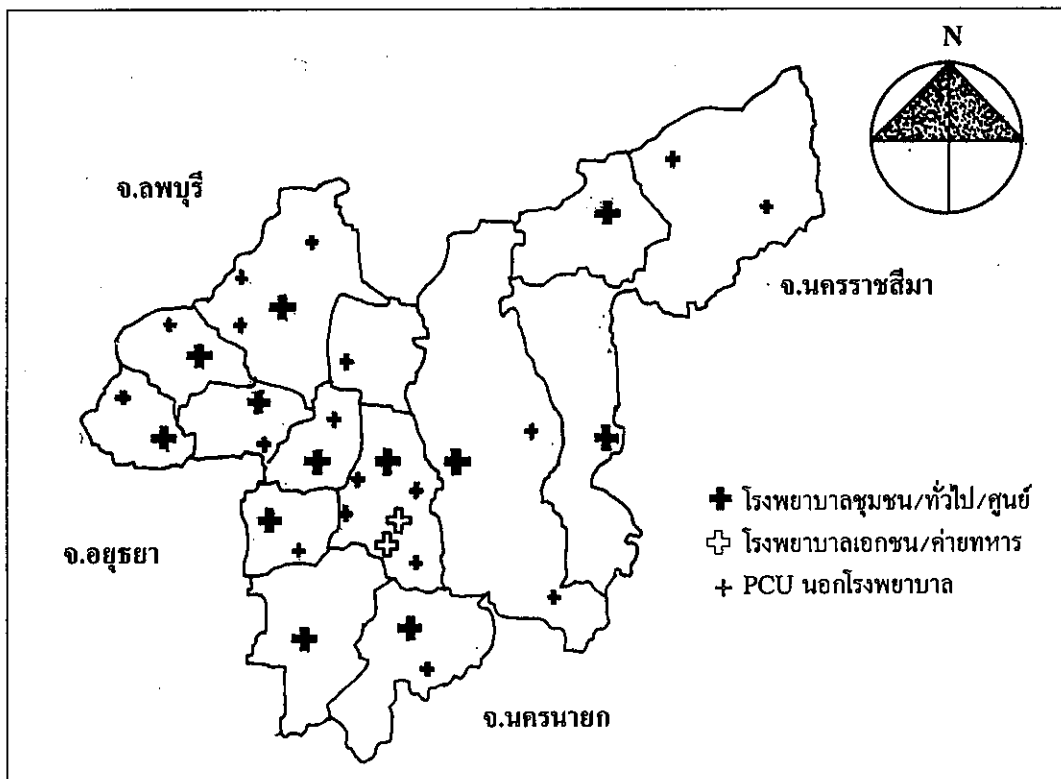 N
จ.ลพบุรี
จ.นครราชสีมา
จ.อยุธยา
โรงพยาบาลชุมชน/ทั่วไป/ศูนย์
โรงพยาบาลเอกชน/ค่ายทหาร
PCU นอกโรงพยาบาล
จ.นครนายก